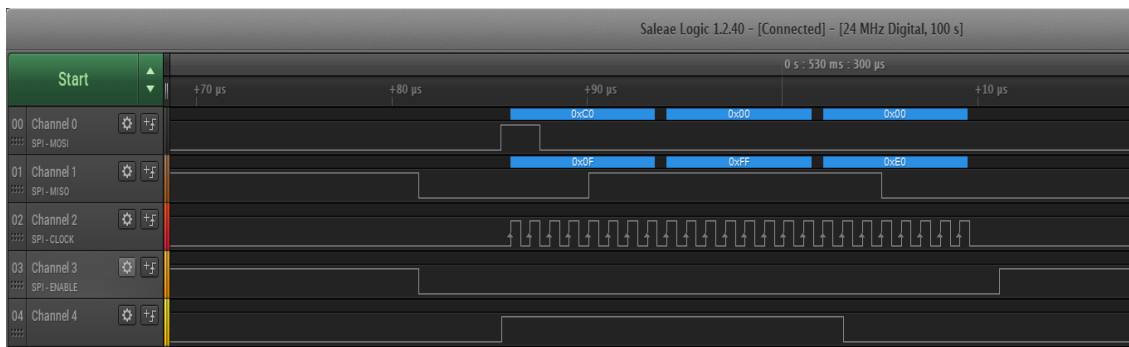 Saleae Logic 1.2.40 - [Connected] - [24 MHz Digital, 100 s]
Start
0 s : 530 ms : 300 μs
+70 μs +80 μs +90 μs +10 μs
00 Channel 0
SPI - MOSI
0xC0 0x00 0x00
01 Channel 1
SPI - MISO
0x0F 0xFF 0xE0
02 Channel 2
SPI - CLOCK
03 Channel 3
SPI - ENABLE
04 Channel 4